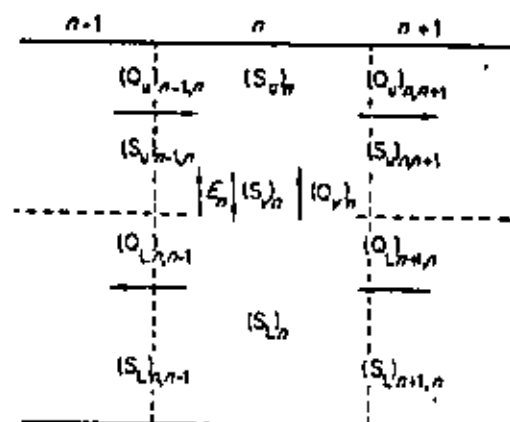 n-1 n n+1
(Q_u)_{n-1,n} (S_u)_n (Q_u)_{n,n+1}
(S_u)_{n-1,n} (S_u)_{n,n+1}
ξ_n (S_v)_n (Q_v)_n
(Q_L)_{n,n-1} (Q_L)_{n+1,n}
(S_L)_n
(S_L)_{n,n-1} (S_L)_{n+1,n}